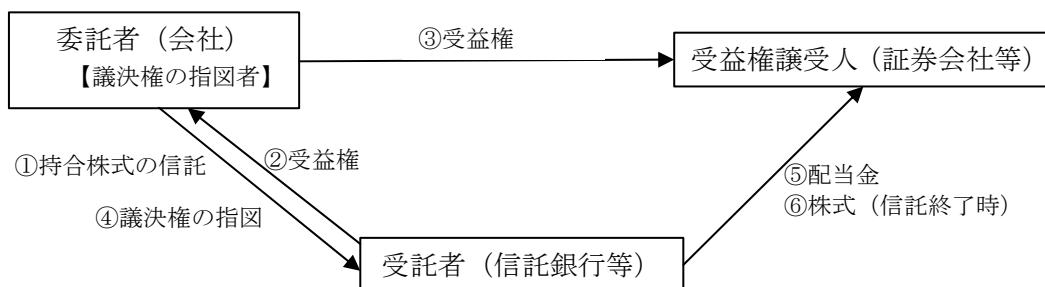 委託者（会社）
【議決権の指図者】
③受益権
受益権譲受人（証券会社等）
①持合株式の信託
②受益権
④議決権の指図
⑤配当金
⑥株式（信託終了時）
受託者（信託銀行等）